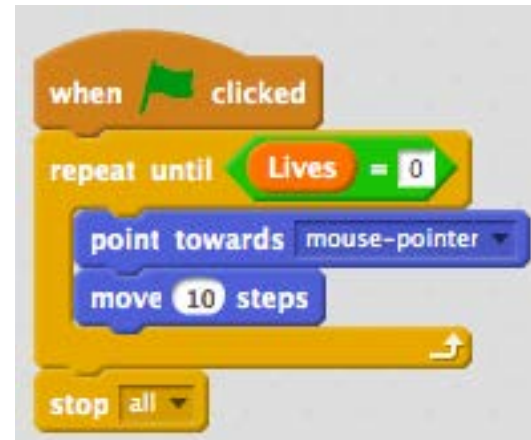 when clicked
repeat until Lives = 0
point towards mouse-pointer
move 10 steps
stop all